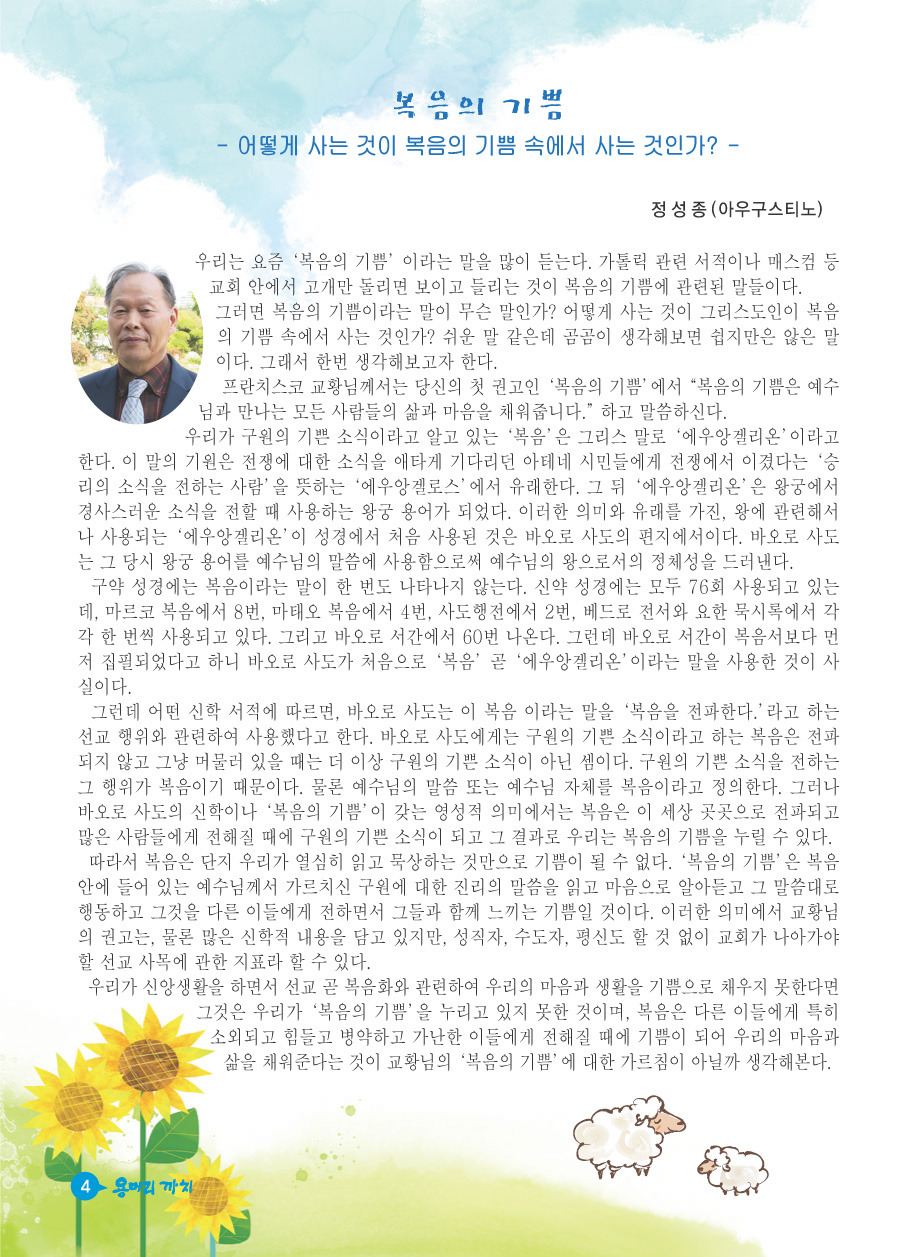 복음의 기쁨
- 어떻게 사는 것이 복음의 기쁨 속에서 사는 것인가? -
정 성 종 (아우구스티노)
우리는 요즘 ‘복음의 기쁨’ 이라는 말을 많이 듣는다. 가톨릭 관련 서적이나 매스컴 등
교회 안에서 고개만 돌리면 보이고 들리는 것이 복음의 기쁨에 관련된 말들이다.
그러면 복음의 기쁨이라는 말이 무슨 말인가? 어떻게 사는 것이 그리스도인이 복음
의 기쁨 속에서 사는 것인가? 쉬운 말 같은데 곰곰이 생각해보면 쉽지만은 않은 말
이다. 그래서 한번 생각해보고자 한다.
프란치스코 교황님께서는 당신의 첫 권고인 ‘복음의 기쁨’에서 “복음의 기쁨은 예수
님과 만나는 모든 사람들의 삶과 마음을 채워줍니다.” 하고 말씀하신다.
우리가 구원의 기쁜 소식이라고 알고 있는 ‘복음’은 그리스 말로 ‘에우앙겔리온’이라고
한다. 이 말의 기원은 전쟁에 대한 소식을 애타게 기다리던 아테네 시민들에게 전쟁에서 이겼다는 ‘승
리의 소식을 전하는 사람’을 뜻하는 ‘에우앙겔로스’에서 유래한다. 그 뒤 ‘에우앙겔리온’은 왕궁에서
경사스러운 소식을 전할 때 사용하는 왕궁 용어가 되었다. 이러한 의미와 유래를 가진, 왕에 관련해서
나 사용되는 ‘에우앙겔리온’이 성경에서 처음 사용된 것은 바오로 사도의 편지에서이다. 바오로 사도
는 그 당시 왕궁 용어를 예수님의 말씀에 사용함으로써 예수님의 왕으로서의 정체성을 드러낸다.
구약 성경에는 복음이라는 말이 한 번도 나타나지 않는다. 신약 성경에는 모두 76회 사용되고 있는
데, 마르코 복음에서 8번, 마태오 복음에서 4번, 사도행전에서 2번, 베드로 전서와 요한 묵시록에서 각
각 한 번씩 사용되고 있다. 그리고 바오로 서간에서 60번 나온다. 그런데 바오로 서간이 복음서보다 먼
저 집필되었다고 하니 바오로 사도가 처음으로 ‘복음’ 곧 ‘에우앙겔리온’이라는 말을 사용한 것이 사
실이다.
그런데 어떤 신학 서적에 따르면, 바오로 사도는 이 복음 이라는 말을 ‘복음을 전파한다.’라고 하는
선교 행위와 관련하여 사용했다고 한다. 바오로 사도에게는 구원의 기쁜 소식이라고 하는 복음은 전파
되지 않고 그냥 머물러 있을 때는 더 이상 구원의 기쁜 소식이 아닌 셈이다. 구원의 기쁜 소식을 전하는
그 행위가 복음이기 때문이다. 물론 예수님의 말씀 또는 예수님 자체를 복음이라고 정의한다. 그러나
바오로 사도의 신학이나 ‘복음의 기쁨’이 갖는 영성적 의미에서는 복음은 이 세상 곳곳으로 전파되고
많은 사람들에게 전해질 때에 구원의 기쁜 소식이 되고 그 결과로 우리는 복음의 기쁨을 누릴 수 있다.
따라서 복음은 단지 우리가 열심히 읽고 묵상하는 것만으로 기쁨이 될 수 없다. ‘복음의 기쁨’은 복음
안에 들어 있는 예수님께서 가르치신 구원에 대한 진리의 말씀을 읽고 마음으로 알아듣고 그 말씀대로
행동하고 그것을 다른 이들에게 전하면서 그들과 함께 느끼는 기쁨일 것이다. 이러한 의미에서 교황님
의 권고는, 물론 많은 신학적 내용을 담고 있지만, 성직자, 수도자, 평신도 할 것 없이 교회가 나아가야
할 선교 사목에 관한 지표라 할 수 있다.
우리가 신앙생활을 하면서 선교 곧 복음화와 관련하여 우리의 마음과 생활을 기쁨으로 채우지 못한다면
그것은 우리가 ‘복음의 기쁨’을 누리고 있지 못한 것이며, 복음은 다른 이들에게 특히
소외되고 힘들고 병약하고 가난한 이들에게 전해질 때에 기쁨이 되어 우리의 마음과
삶을 채워준다는 것이 교황님의 ‘복음의 기쁨’에 대한 가르침이 아닐까 생각해본다.
4 용머리 까치